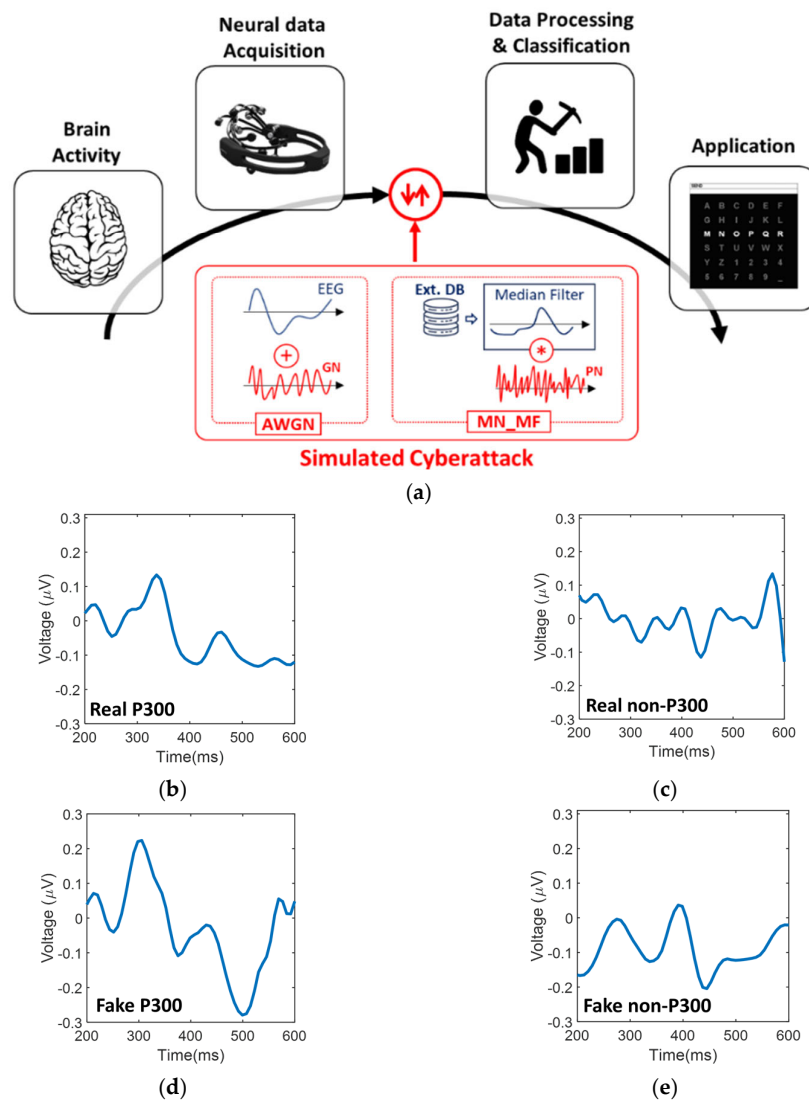 Neural data
Acquisition
Data Processing
& Classification
Brain
Activity
Application
A B C D E F
G H I J K L
M N O P Q R
S T U V W X
Y Z 1 2 3 4
5 6 7 8 9 _
EEG
+
GN
AWGN
Ext. DB
Median Filter
*
PN
MN_MF
Simulated Cyberattack
(a)
0.3
0.2
0.1
0
-0.1
-0.2
-0.3
Voltage (μV)
Real P300
200 300 400 500 600
Time(ms)
(b)
0.3
0.2
0.1
0
-0.1
-0.2
-0.3
Voltage (μV)
Real non-P300
200 300 400 500 600
Time(ms)
(c)
0.3
0.2
0.1
0
-0.1
-0.2
-0.3
Voltage (μV)
Fake P300
200 300 400 500 600
Time(ms)
(d)
0.3
0.2
0.1
0
-0.1
-0.2
-0.3
Voltage (μV)
Fake non-P300
200 300 400 500 600
Time(ms)
(e)